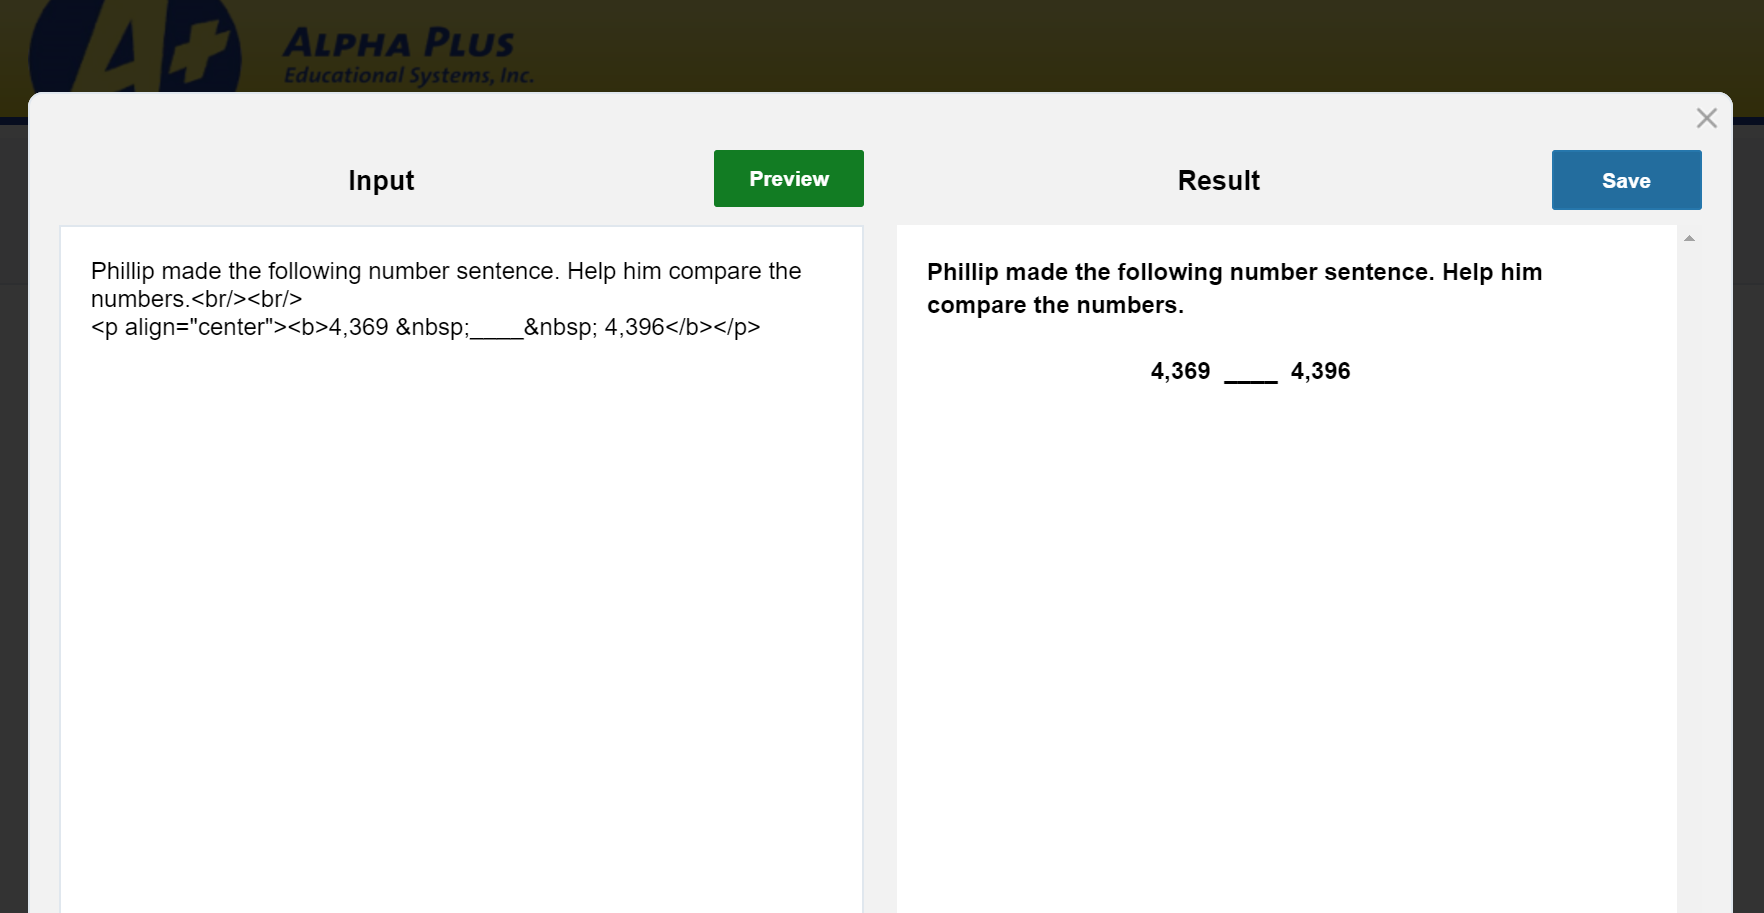 A+
ALPHA PLUS
Educational Systems, Inc.
Input
Preview
Result
Save
Phillip made the following number sentence. Help him compare the
numbers.<br/><br/>
<p align="center"><b>4,369 &nbsp;____&nbsp; 4,396</b></p>
Phillip made the following number sentence. Help him
compare the numbers.
4,369 ____ 4,396